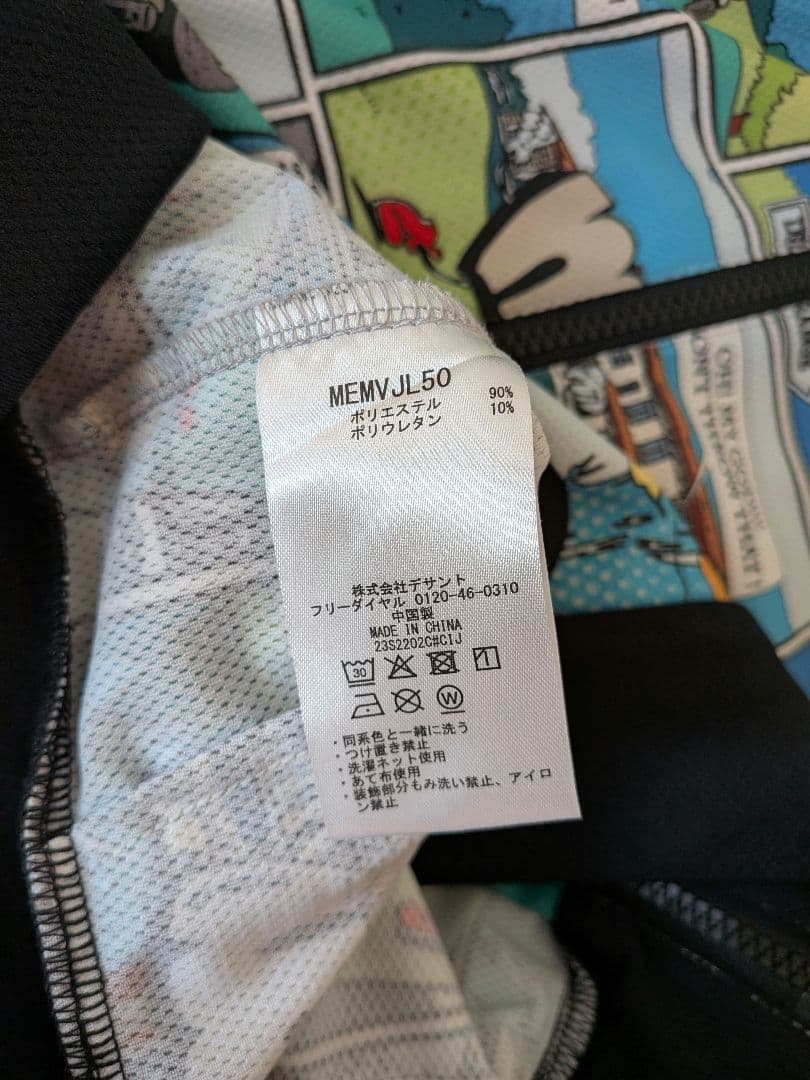 MEMVJL50
ポリエステル 90%
ポリウレタン 10%
株式会社デサント
フリーダイヤル 0120-46-0310
中国製
MADE IN CHINA
23S2202C#CIJ
30
W
・同系色と一緒に洗う
・つけ置き禁止
・洗濯ネット使用
・あて布使用
・装飾部分もみ洗い禁止、アイロ
ン禁止
OH! MY
THAT!